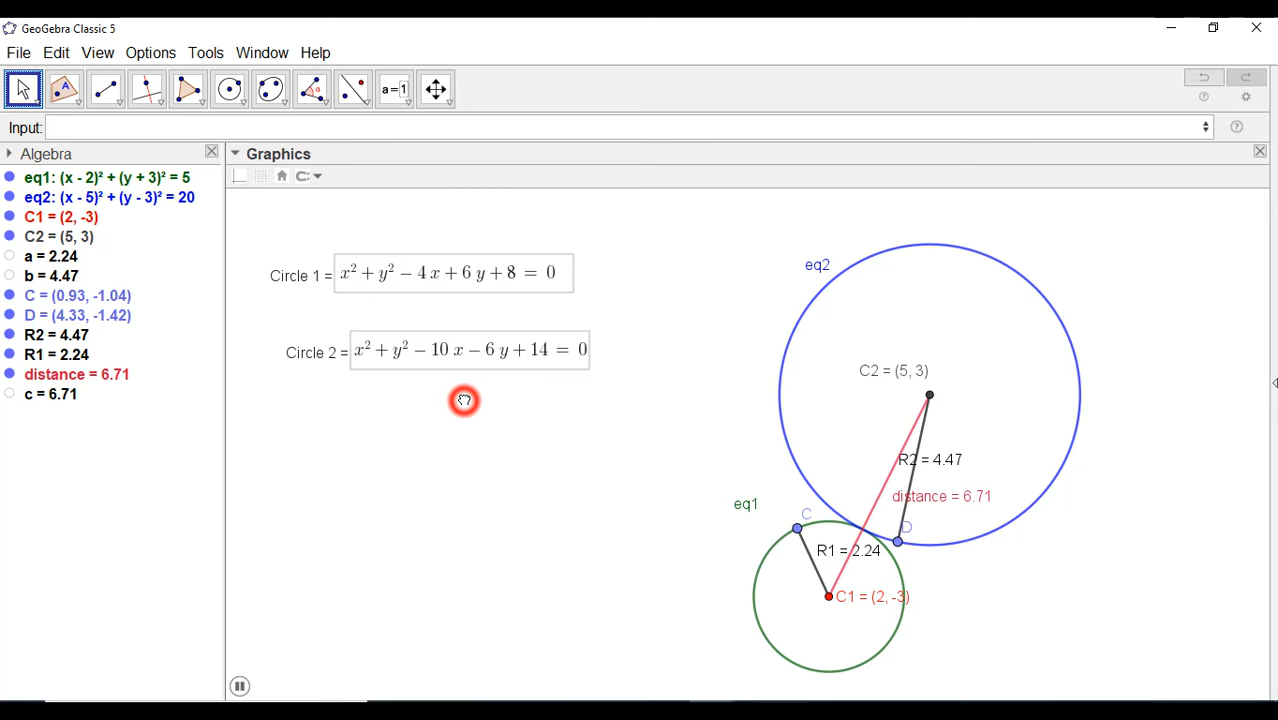 GeoGebra Classic 5
File Edit View Options Tools Window Help
A α a=1
Input:
Algebra
Graphics
eq1: (x - 2)² + (y + 3)² = 5
eq2: (x - 5)² + (y - 3)² = 20
C1 = (2, -3)
C2 = (5, 3)
a = 2.24
b = 4.47
C = (0.93, -1.04)
D = (4.33, -1.42)
R2 = 4.47
R1 = 2.24
distance = 6.71
c = 6.71
Circle 1 = x² + y² − 4 x + 6 y + 8 = 0
Circle 2 = x² + y² − 10 x − 6 y + 14 = 0
eq2
C2 = (5, 3)
R2 = 4.47
distance = 6.71
eq1
C
D
R1 = 2.24
C1 = (2, -3)